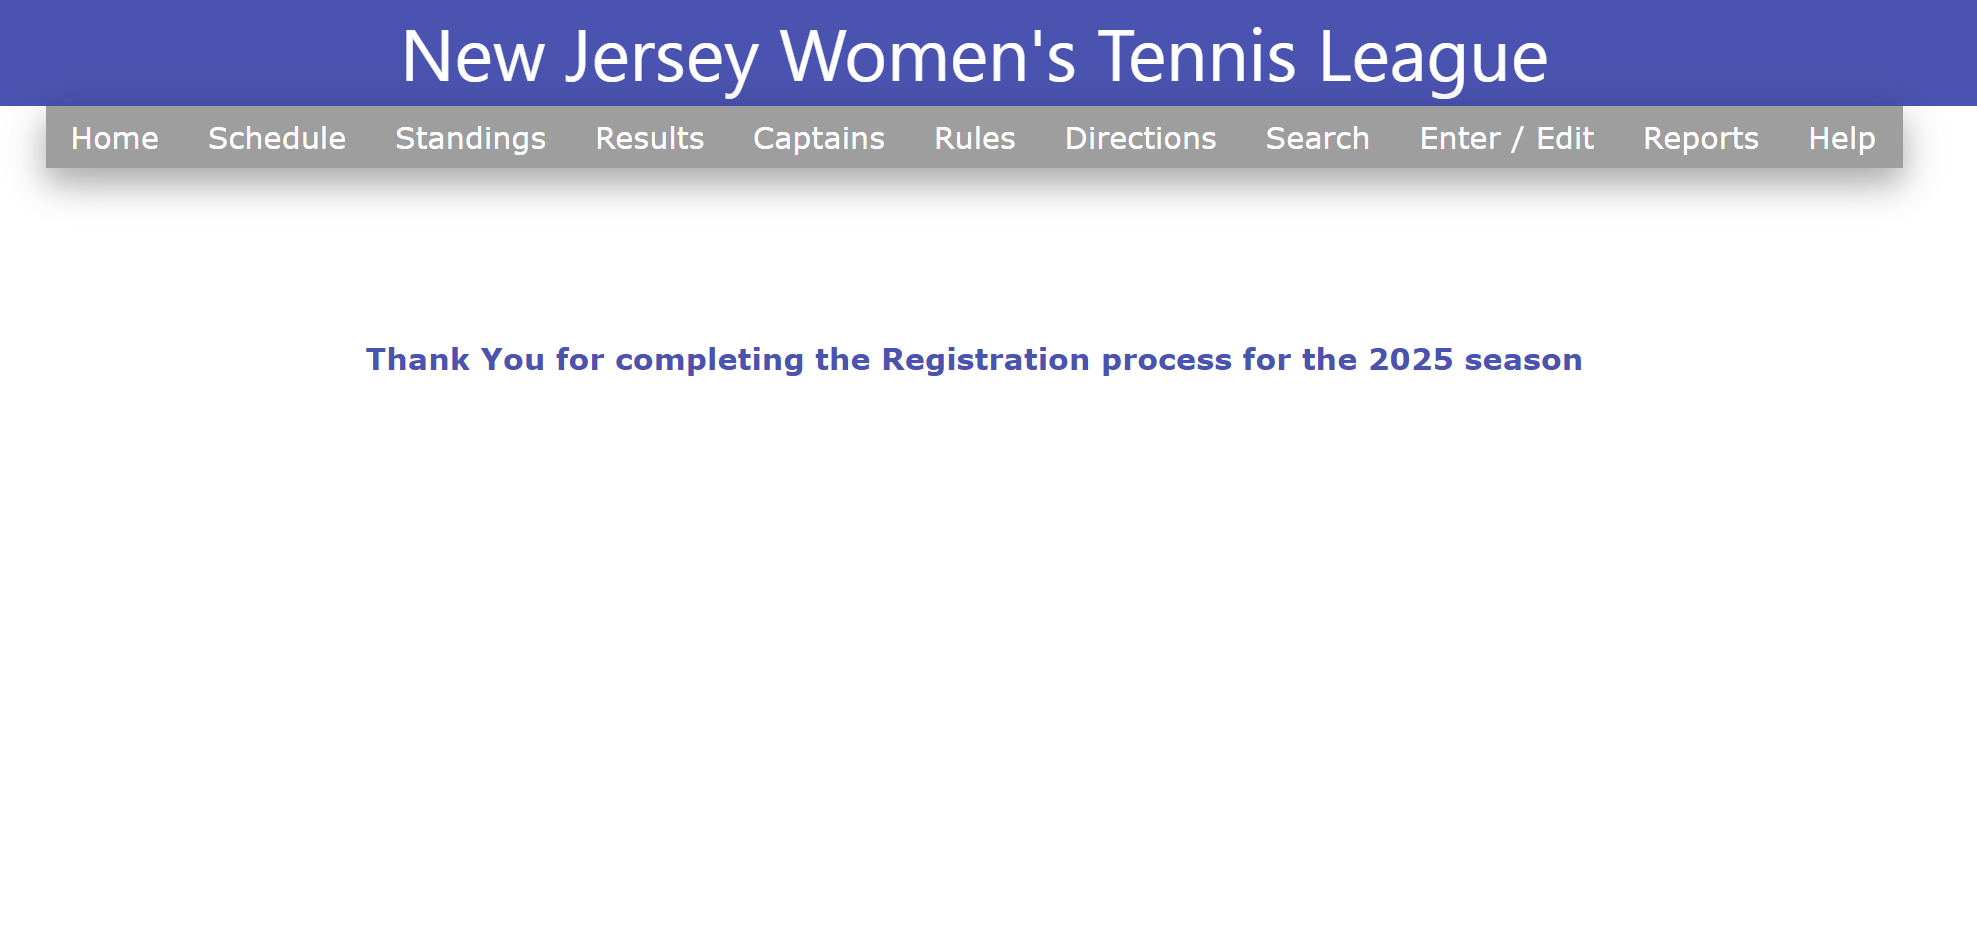 New Jersey Women's Tennis League
Home Schedule Standings Results Captains Rules Directions Search Enter / Edit Reports Help
Thank You for completing the Registration process for the 2025 season